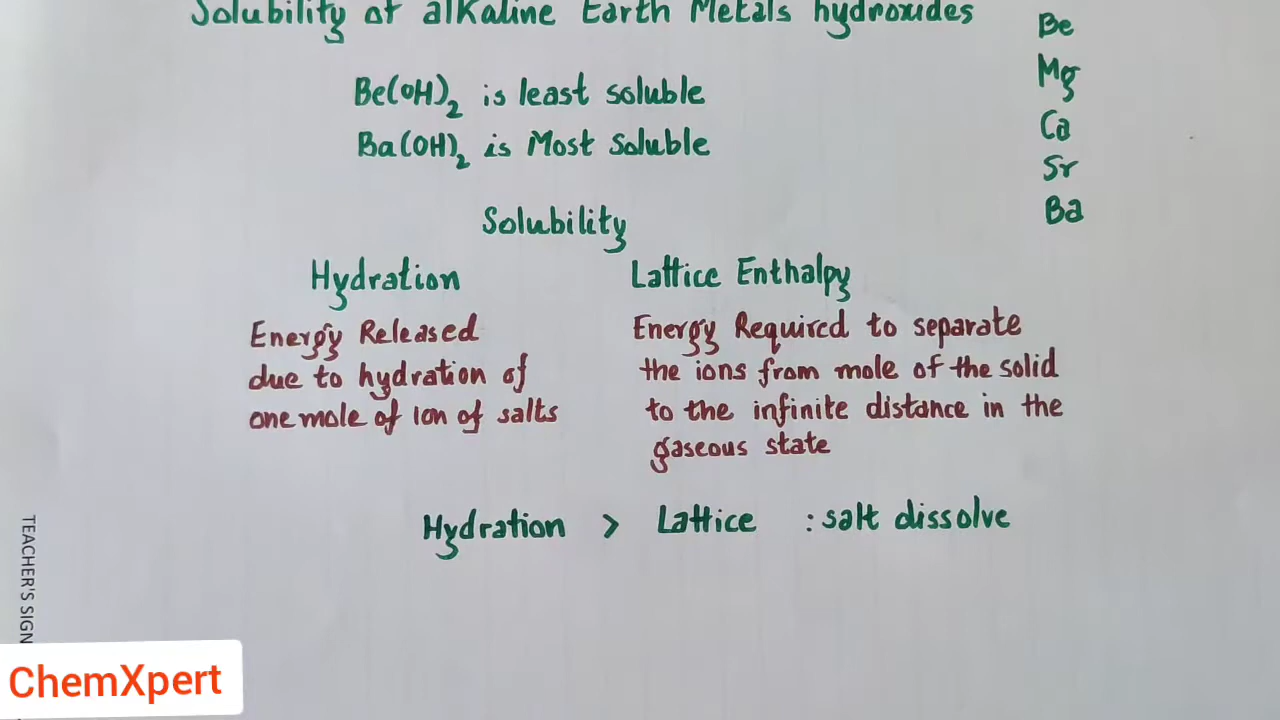 Solubility of alkaline Earth Metals hydroxides
Be(OH)₂ is least soluble
Ba(OH)₂ is Most Soluble
Be
Mg
Ca
Sr
Ba
Solubility
Hydration
Energy Released
due to hydration of
one mole of Ion of salts
Lattice Enthalpy
Energy Required to separate
the ions from mole of the solid
to the infinite distance in the
gaseous state
Hydration > Lattice : salt dissolve
TEACHER'S SIGN
ChemXpert